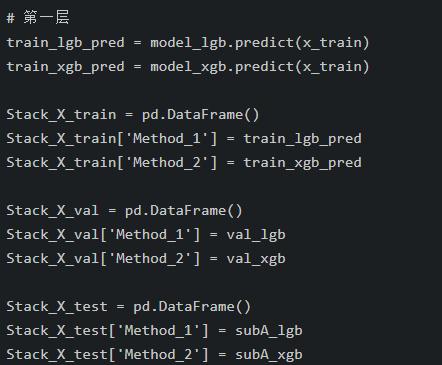 # 第一层
train_lgb_pred = model_lgb.predict(x_train)
train_xgb_pred = model_xgb.predict(x_train)
Stack_X_train = pd.DataFrame()
Stack_X_train['Method_1'] = train_lgb_pred
Stack_X_train['Method_2'] = train_xgb_pred
Stack_X_val = pd.DataFrame()
Stack_X_val['Method_1'] = val_lgb
Stack_X_val['Method_2'] = val_xgb
Stack_X_test = pd.DataFrame()
Stack_X_test['Method_1'] = subA_lgb
Stack_X_test['Method_2'] = subA_xgb